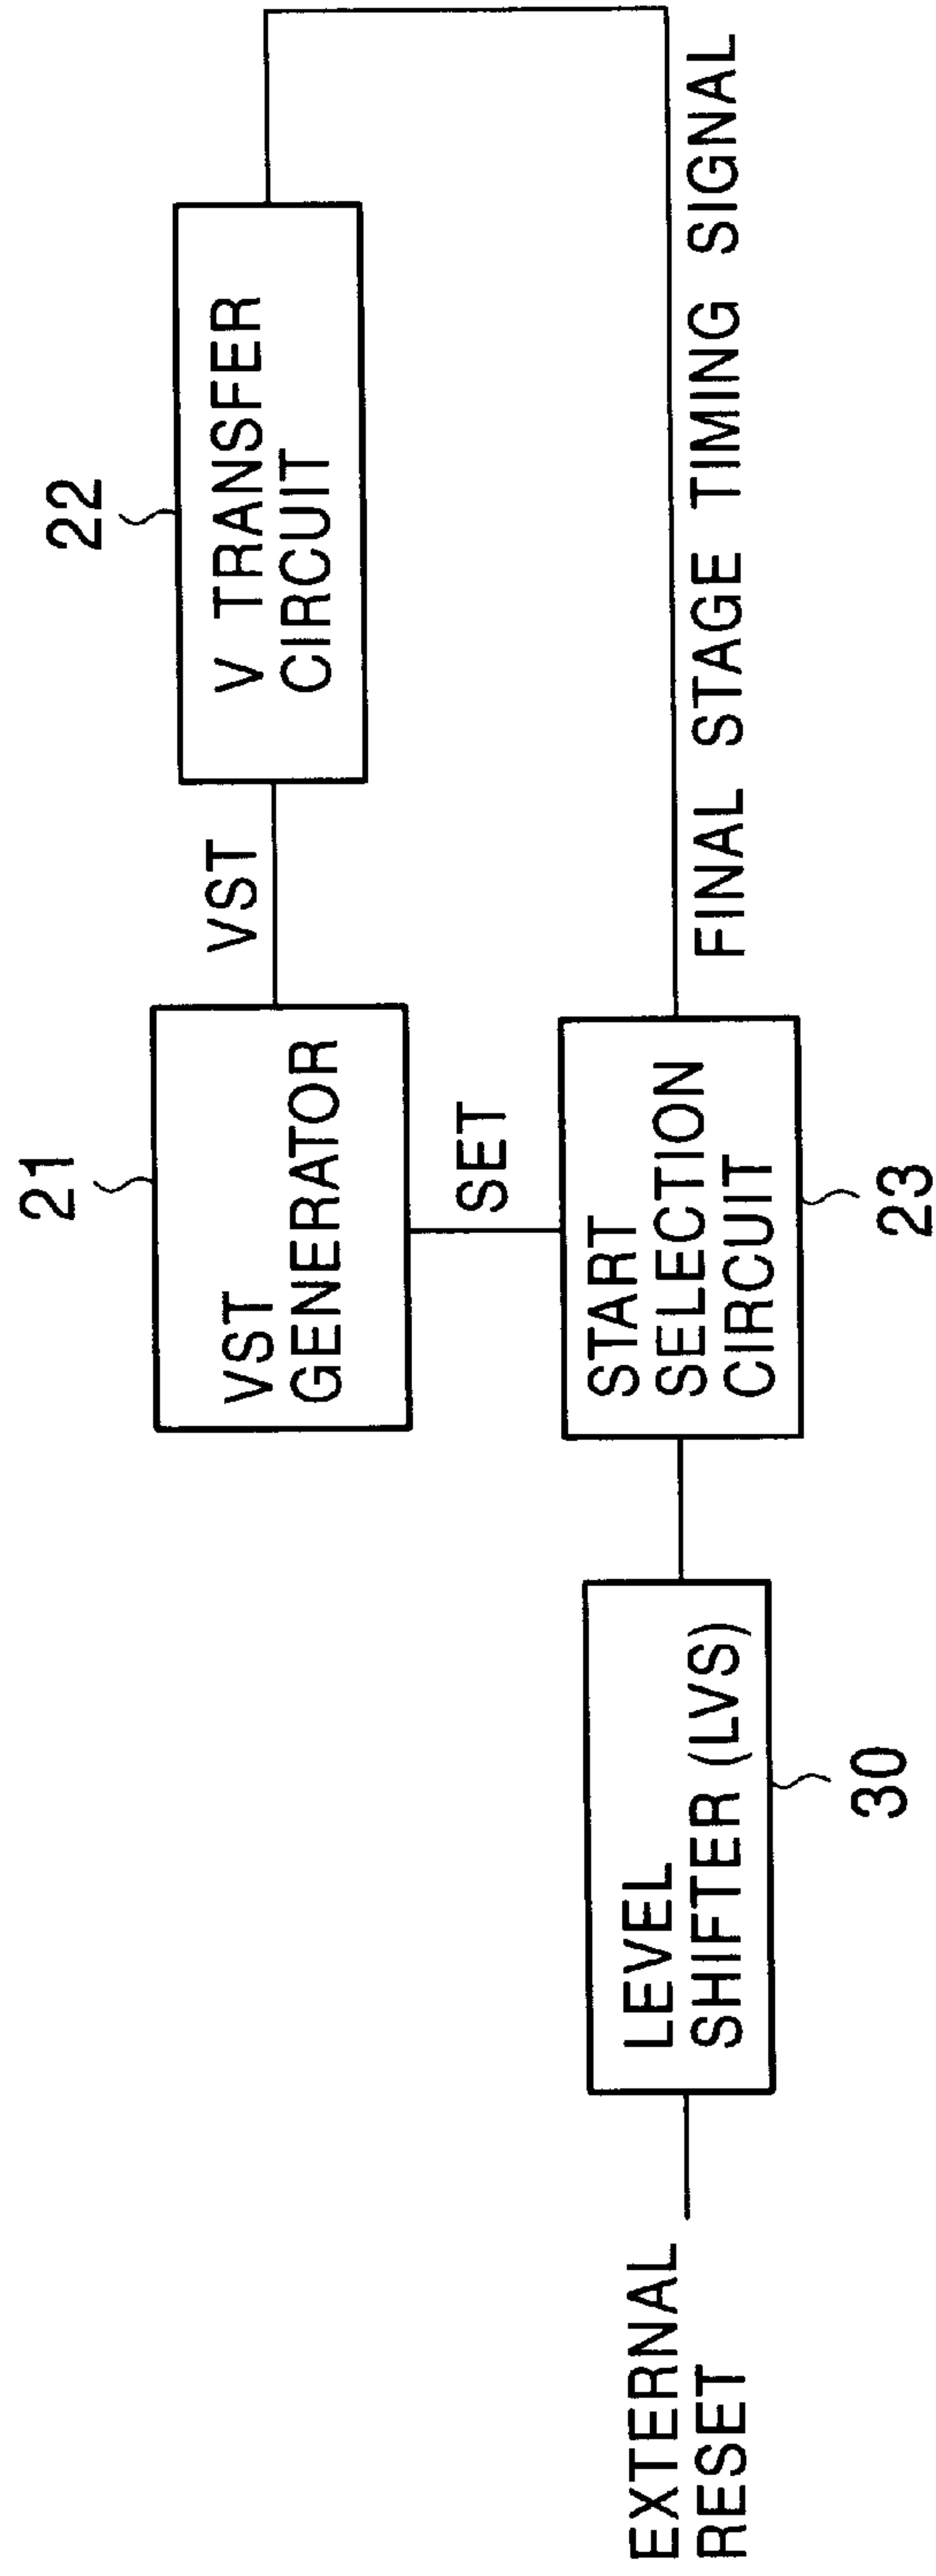 21
VST
GENERATOR
VST
22
V TRANSFER
CIRCUIT
SET
EXTERNAL
RESET
LEVEL
SHIFTER (LVS)
30
START
SELECTION
CIRCUIT
23
FINAL STAGE TIMING SIGNAL